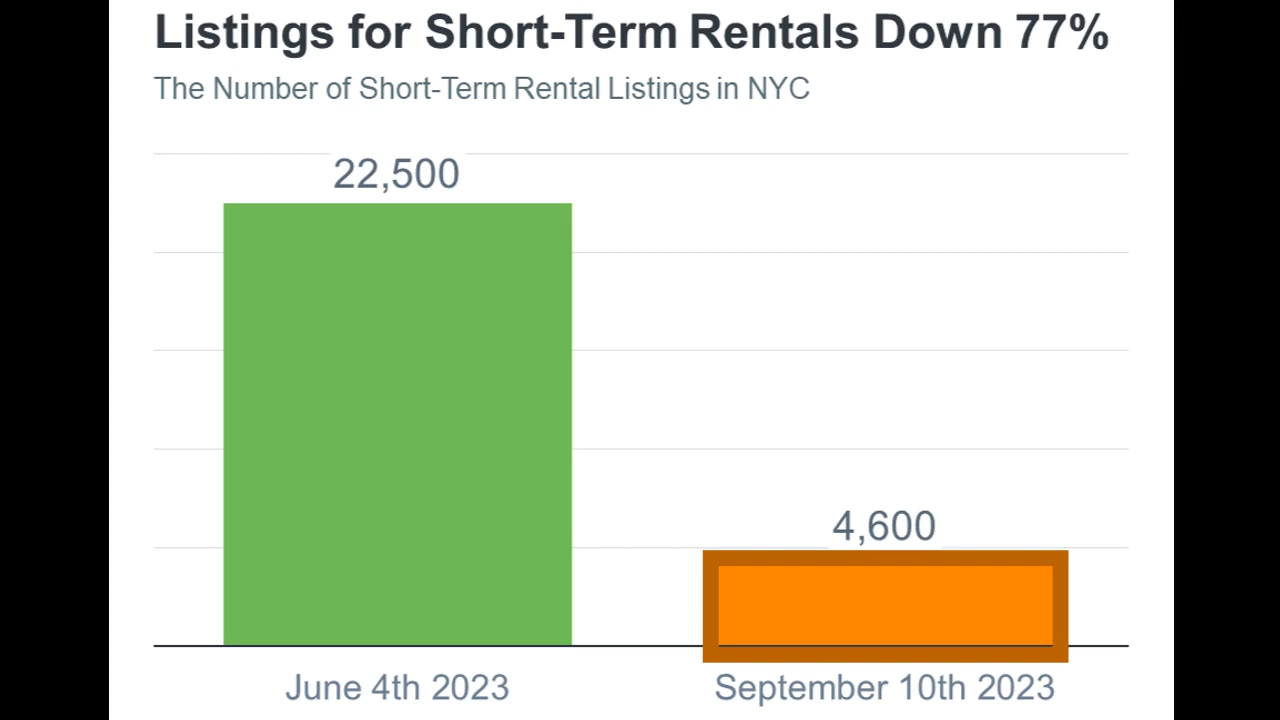 Listings for Short-Term Rentals Down 77%
The Number of Short-Term Rental Listings in NYC
22,500
4,600
June 4th 2023
September 10th 2023